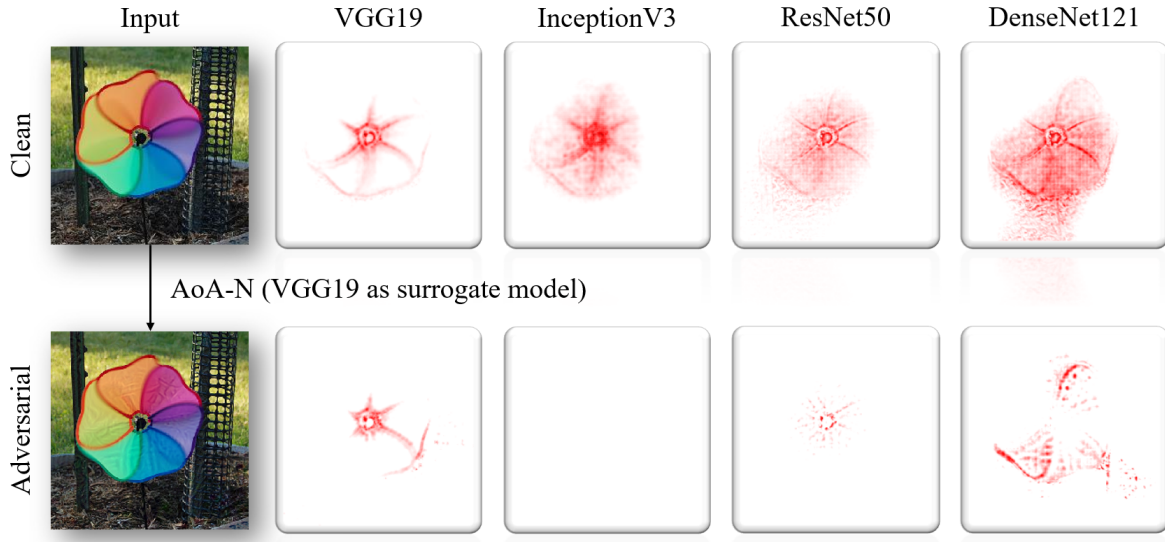 Input VGG19 InceptionV3 ResNet50 DenseNet121
Clean
AoA-N (VGG19 as surrogate model)
Adversarial